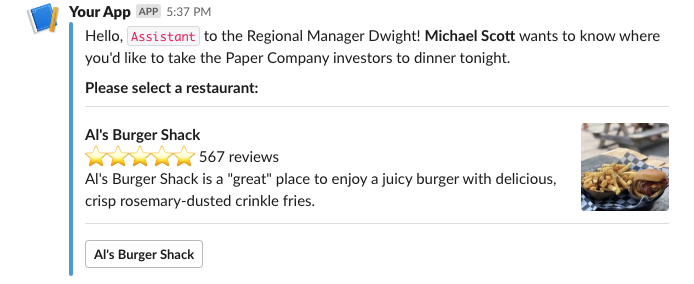 Your App APP 5:37 PM
Hello, Assistant to the Regional Manager Dwight! Michael Scott wants to know where
you'd like to take the Paper Company investors to dinner tonight.
Please select a restaurant:
Al's Burger Shack
567 reviews
Al's Burger Shack is a "great" place to enjoy a juicy burger with delicious,
crisp rosemary-dusted crinkle fries.
Al's Burger Shack